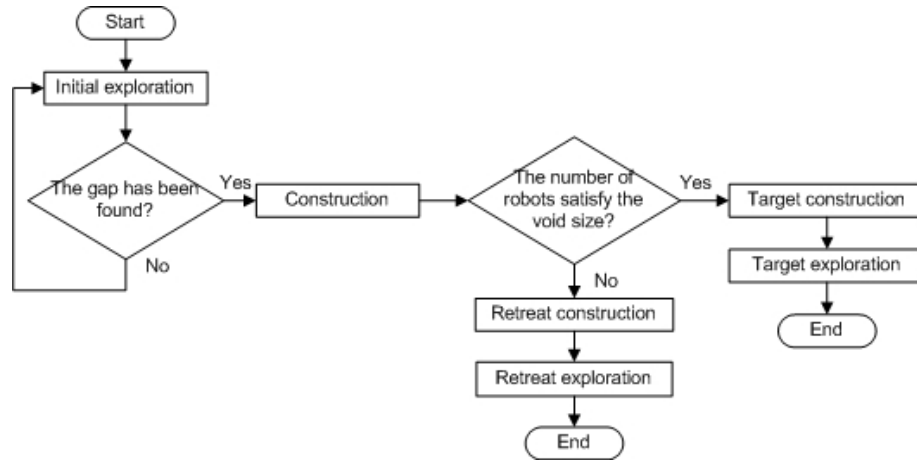 Start
Initial exploration
The gap has been
found?
Yes
No
Construction
The number of
robots satisfy the
void size?
Yes
No
Target construction
Target exploration
End
Retreat construction
Retreat exploration
End